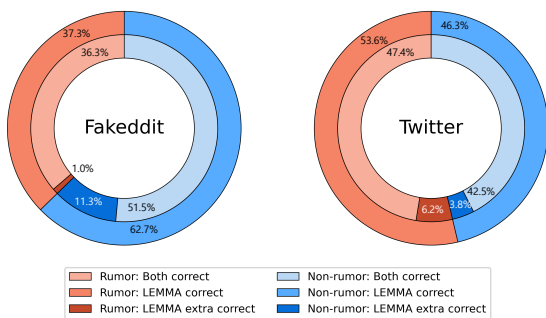 37.3%
36.3%
Fakeddit
1.0%
11.3%
51.5%
62.7%
46.3%
53.6%
47.4%
Twitter
42.5%
6.2%
3.8%
Rumor: Both correct
Rumor: LEMMA correct
Rumor: LEMMA extra correct
Non-rumor: Both correct
Non-rumor: LEMMA correct
Non-rumor: LEMMA extra correct